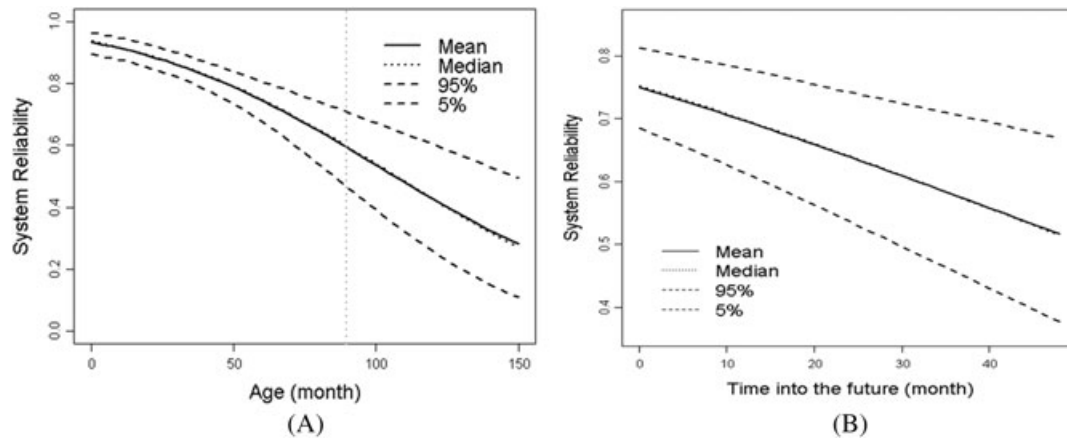 1.0
0.8
0.6
0.4
0.2
0.0
System Reliability
Mean
Median
95%
5%
0 50 100 150
Age (month)
(A)
0.8
0.7
0.6
0.5
0.4
System Reliability
Mean
Median
95%
5%
0 10 20 30 40
Time into the future (month)
(B)